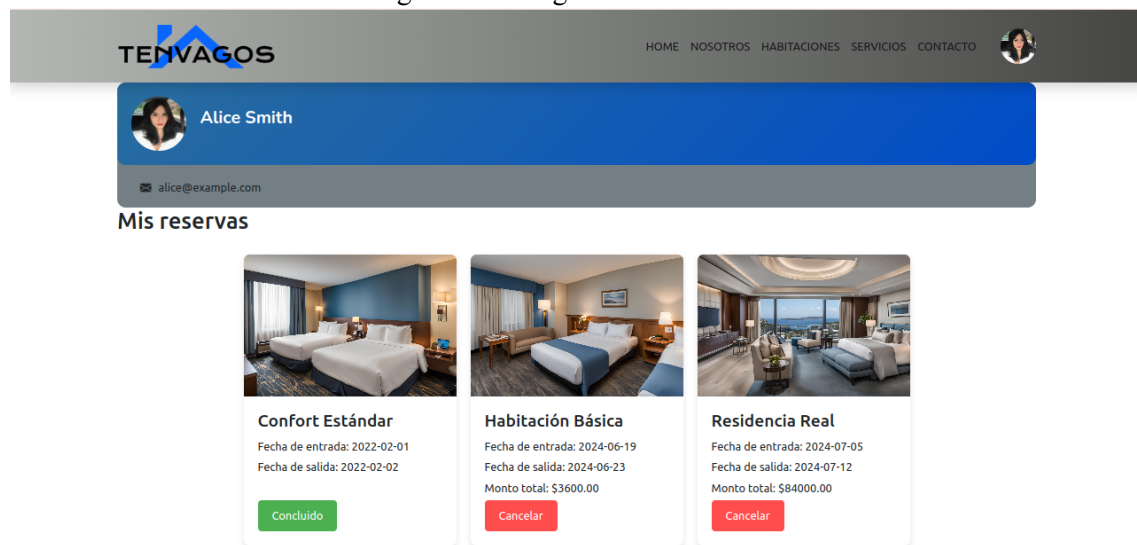 TENVAGOS
HOME NOSOTROS HABITACIONES SERVICIOS CONTACTO
Alice Smith
alice@example.com
Mis reservas
Confort Estándar
Fecha de entrada: 2022-02-01
Fecha de salida: 2022-02-02
Concluido
Habitación Básica
Fecha de entrada: 2024-06-19
Fecha de salida: 2024-06-23
Monto total: $3600.00
Cancelar
Residencia Real
Fecha de entrada: 2024-07-05
Fecha de salida: 2024-07-12
Monto total: $84000.00
Cancelar